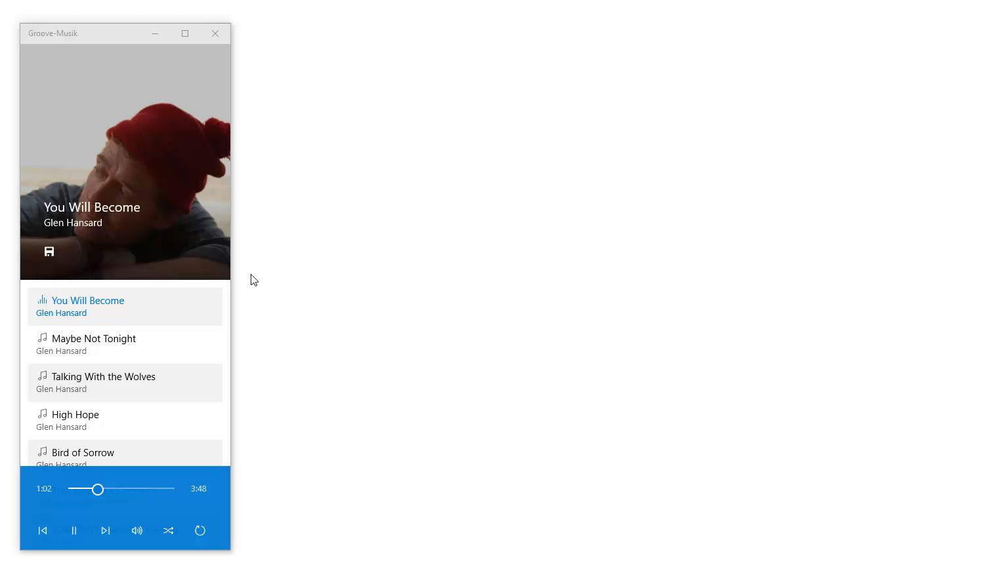 Groove-Musik
You Will Become
Glen Hansard
You Will Become
Glen Hansard
Maybe Not Tonight
Glen Hansard
Talking With the Wolves
Glen Hansard
High Hope
Glen Hansard
Bird of Sorrow
Glen Hansard
1:02 3:48